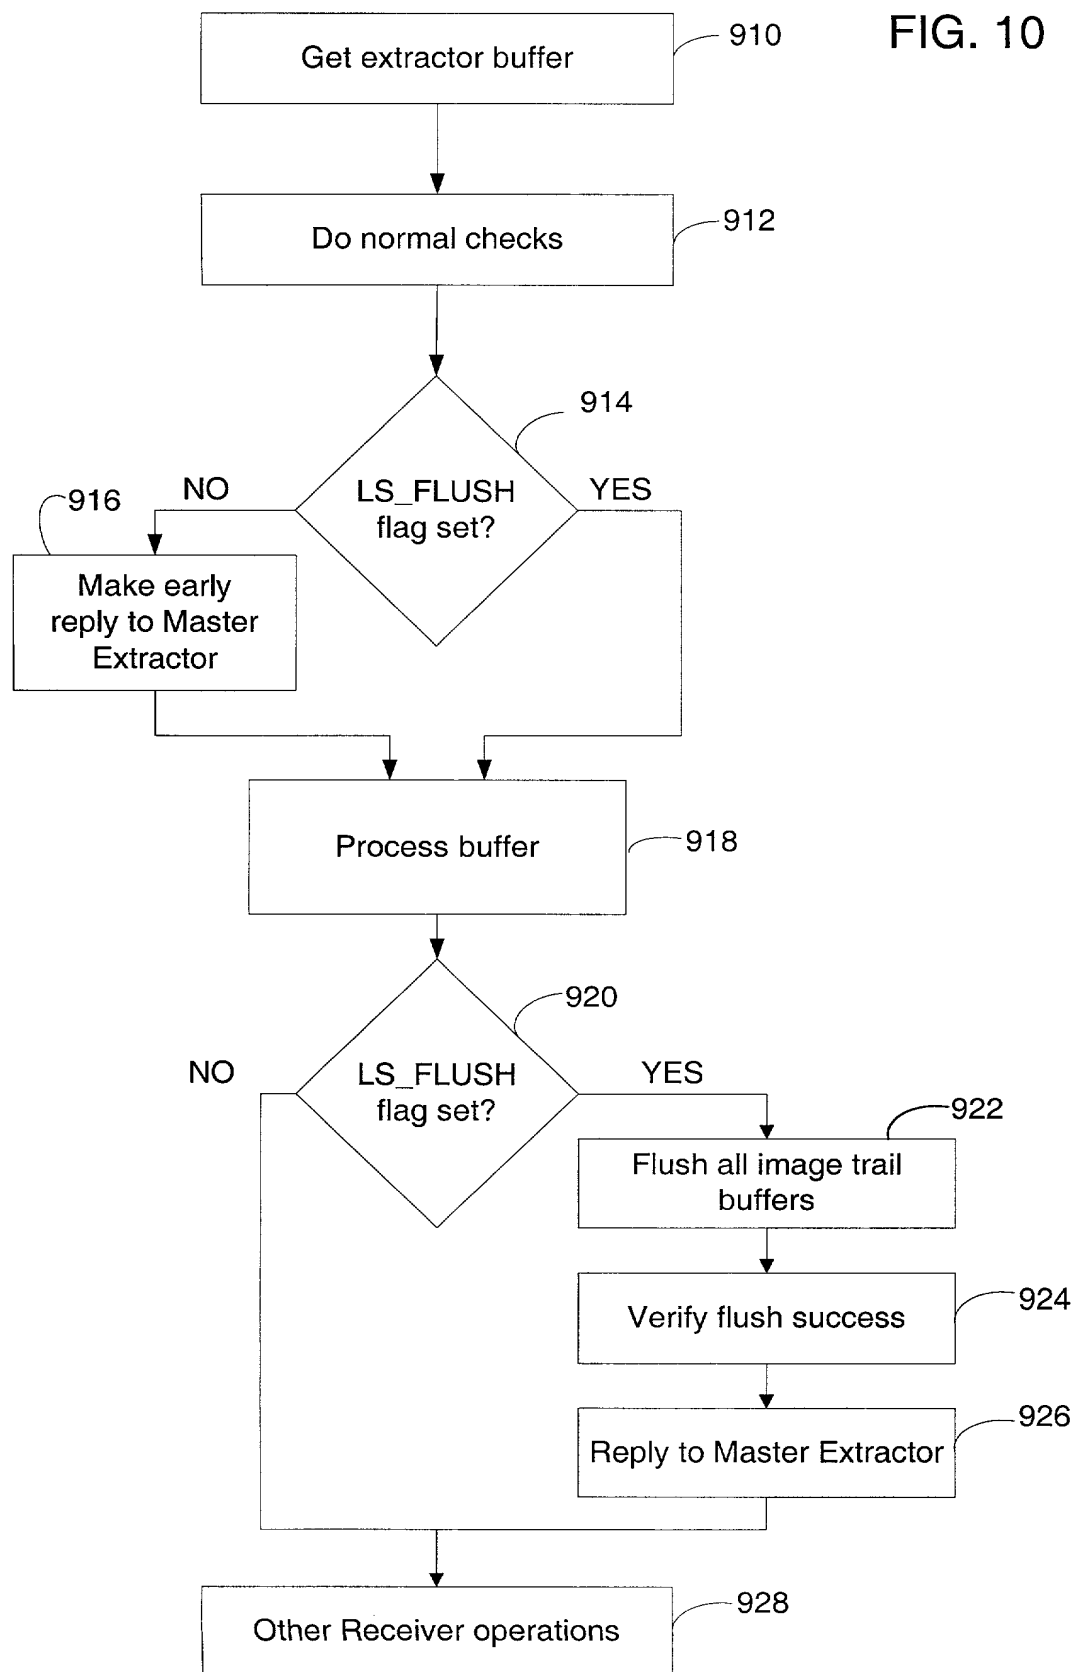 FIG. 10
Get extractor buffer
910
Do normal checks
912
914
LS_FLUSH
flag set?
NO
YES
916
Make early
reply to Master
Extractor
Process buffer
918
920
LS_FLUSH
flag set?
NO
YES
922
Flush all image trail
buffers
Verify flush success
924
Reply to Master Extractor
926
Other Receiver operations
928